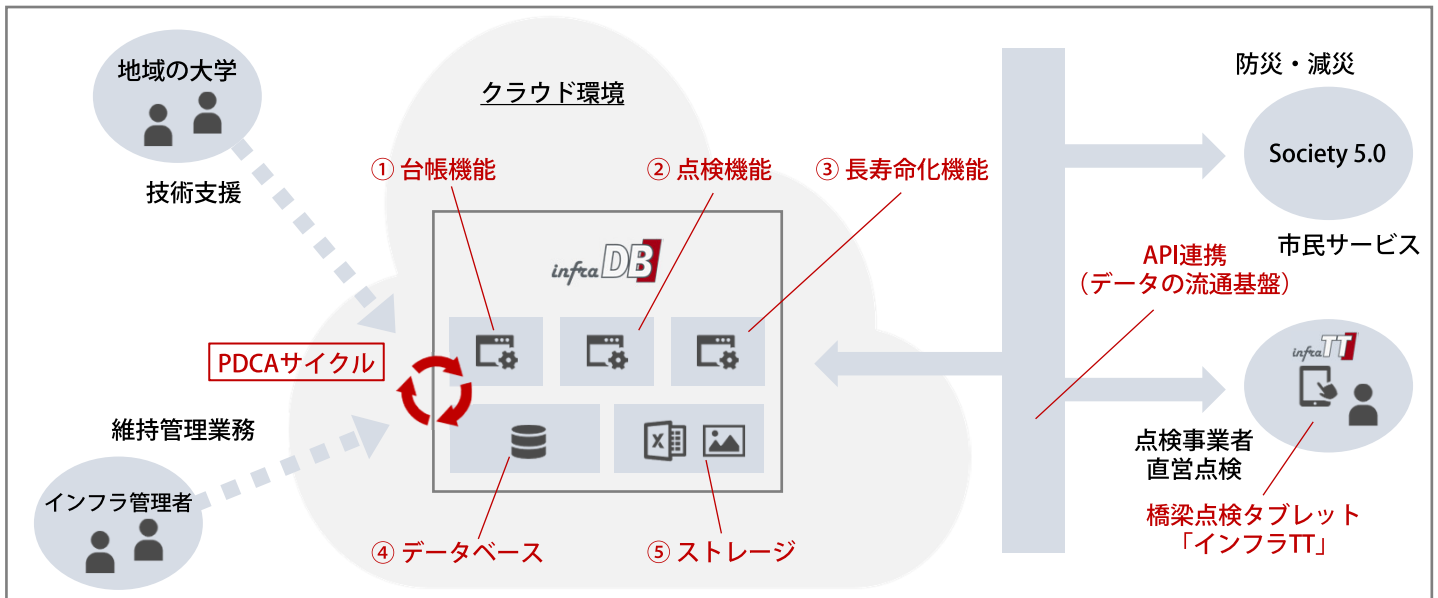 地域の大学
技術支援
クラウド環境
① 台帳機能
② 点検機能
③ 長寿命化機能
infra DB
PDCAサイクル
維持管理業務
インフラ管理者
X
④ データベース
⑤ ストレージ
防災・減災
Society 5.0
市民サービス
API連携
（データの流通基盤）
infra TT
点検事業者
直営点検
橋梁点検タブレット
「インフラTT」